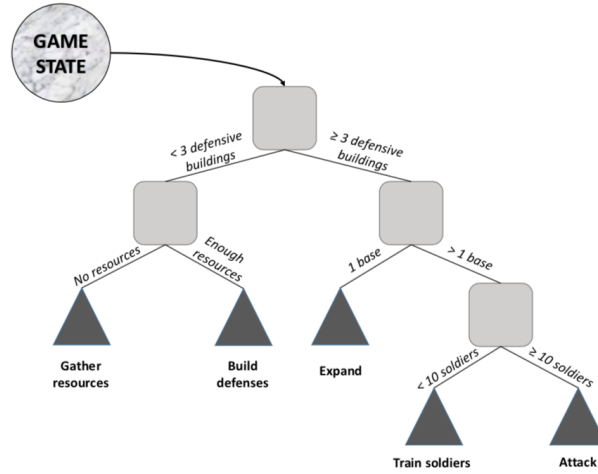 GAME
STATE
< 3 defensive
buildings
≥ 3 defensive
buildings
No resources
Enough
resources
1 base
> 1 base
Gather
resources
Build
defenses
Expand
< 10 soldiers
≥ 10 soldiers
Train soldiers
Attack